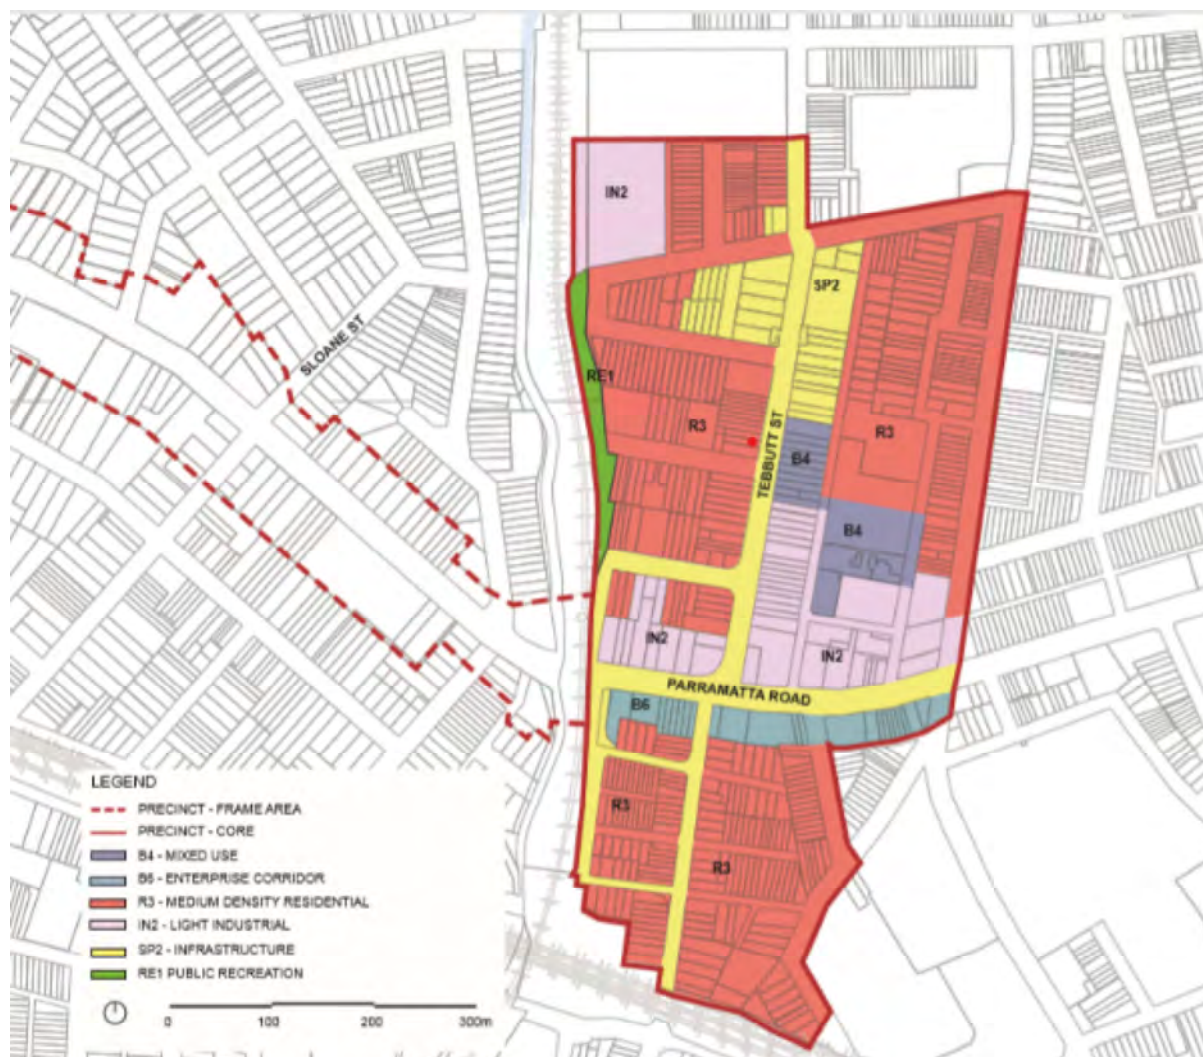 IN2
SP2
SLOANE ST
RE1
R3
R3
TEBBUTT ST
B4
B4
IN2
IN2
PARRAMATTA ROAD
B6
R3
R3
LEGEND
PRECINCT - FRAME AREA
PRECINCT - CORE
B4 - MIXED USE
B6 - ENTERPRISE CORRIDOR
R3 - MEDIUM DENSITY RESIDENTIAL
IN2 - LIGHT INDUSTRIAL
SP2 - INFRASTRUCTURE
RE1 PUBLIC RECREATION
0 100 200 300m